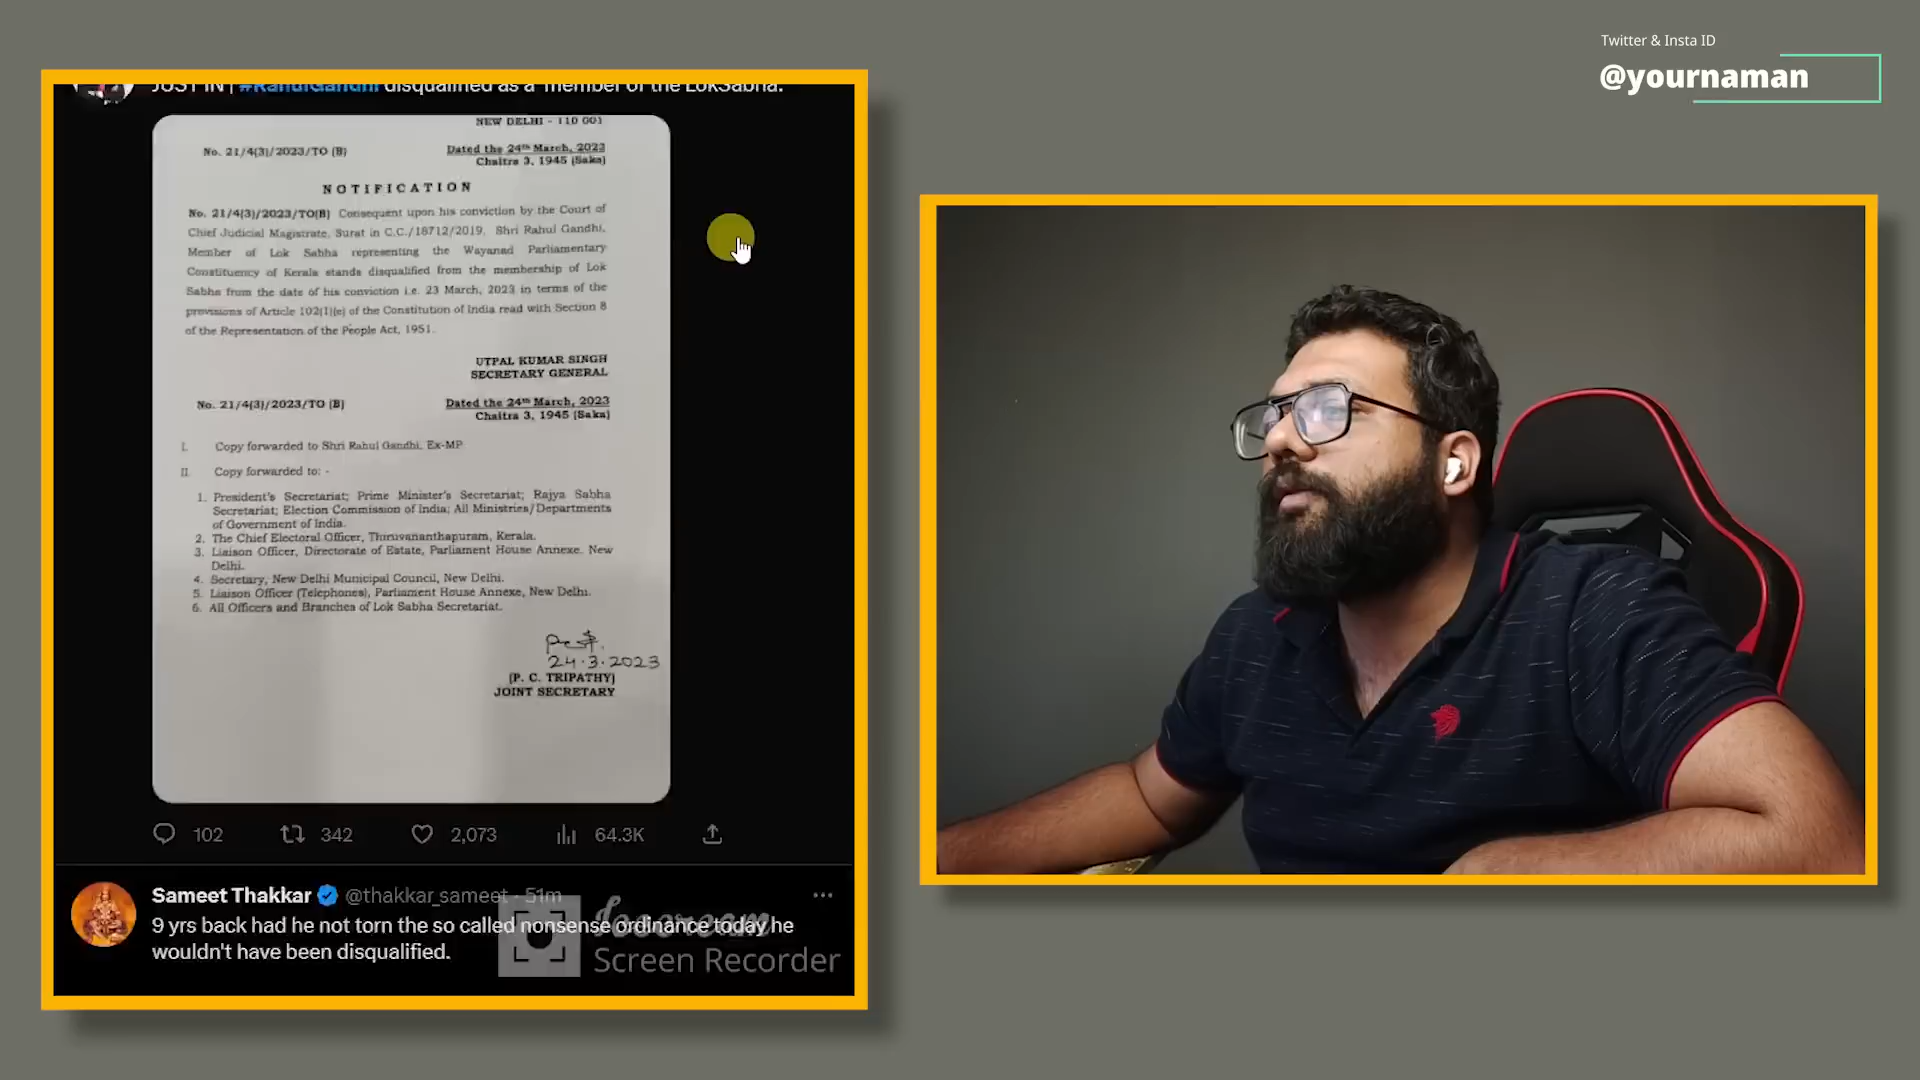 Twitter & Insta ID
@yournaman
JUST IN | #RahulGandhi disqualified as a member of the LokSabha.
NEW DELHI - 110 001
No. 21/4(3)/2023/TO (B)
Dated the 24th March, 2023
Chaitra 3, 1945 (Saka)
NOTIFICATION
No. 21/4(3)/2023/TO(B) Consequent upon his conviction by the Court of
Chief Judicial Magistrate, Surat in C.C./18712/2019, Shri Rahul Gandhi,
Member of Lok Sabha representing the Wayanad Parliamentary
Constituency of Kerala stands disqualified from the membership of Lok
Sabha from the date of his conviction i.e. 23 March, 2023 in terms of the
provisions of Article 102(1)(e) of the Constitution of India read with Section 8
of the Representation of the People Act, 1951.
UTPAL KUMAR SINGH
SECRETARY GENERAL
No. 21/4(3)/2023/TO (B)
Dated the 24th March, 2023
Chaitra 3, 1945 (Saka)
I. Copy forwarded to Shri Rahul Gandhi, Ex-MP
II. Copy forwarded to: -
1. President's Secretariat; Prime Minister's Secretariat; Rajya Sabha
Secretariat; Election Commission of India; All Ministries/Departments
of Government of India.
2. The Chief Electoral Officer, Thiruvananthapuram, Kerala.
3. Liaison Officer, Directorate of Estate, Parliament House Annexe, New
Delhi.
4. Secretary, New Delhi Municipal Council, New Delhi.
5. Liaison Officer (Telephones), Parliament House Annexe, New Delhi.
6. All Officers and Branches of Lok Sabha Secretariat.
24.3.2023
(P. C. TRIPATHY)
JOINT SECRETARY
102 342 2,073 64.3K
Sameet Thakkar @thakkar_sameet · 51m
9 yrs back had he not torn the so called nonsense ordinance today he
wouldn't have been disqualified.
Icecream
Screen Recorder